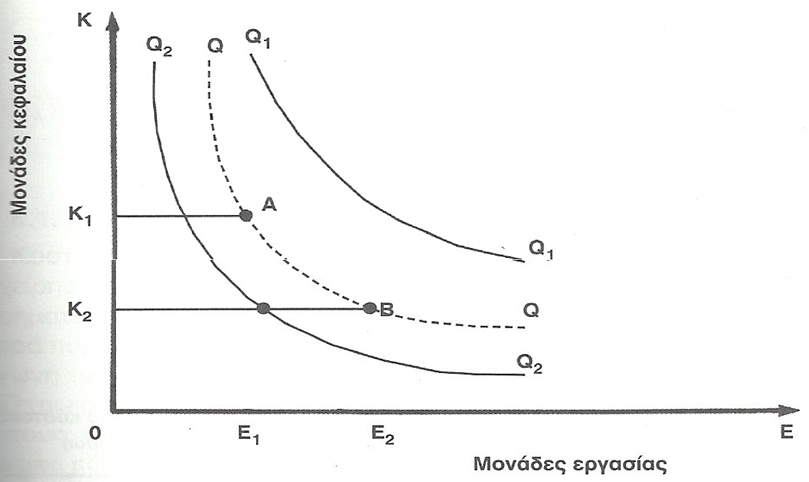 K
Μονάδες κεφαλαίου
Q₂
Q
Q₁
K₁
A
Q₁
K₂
B
Q
Q₂
0
E₁
E₂
E
Μονάδες εργασίας